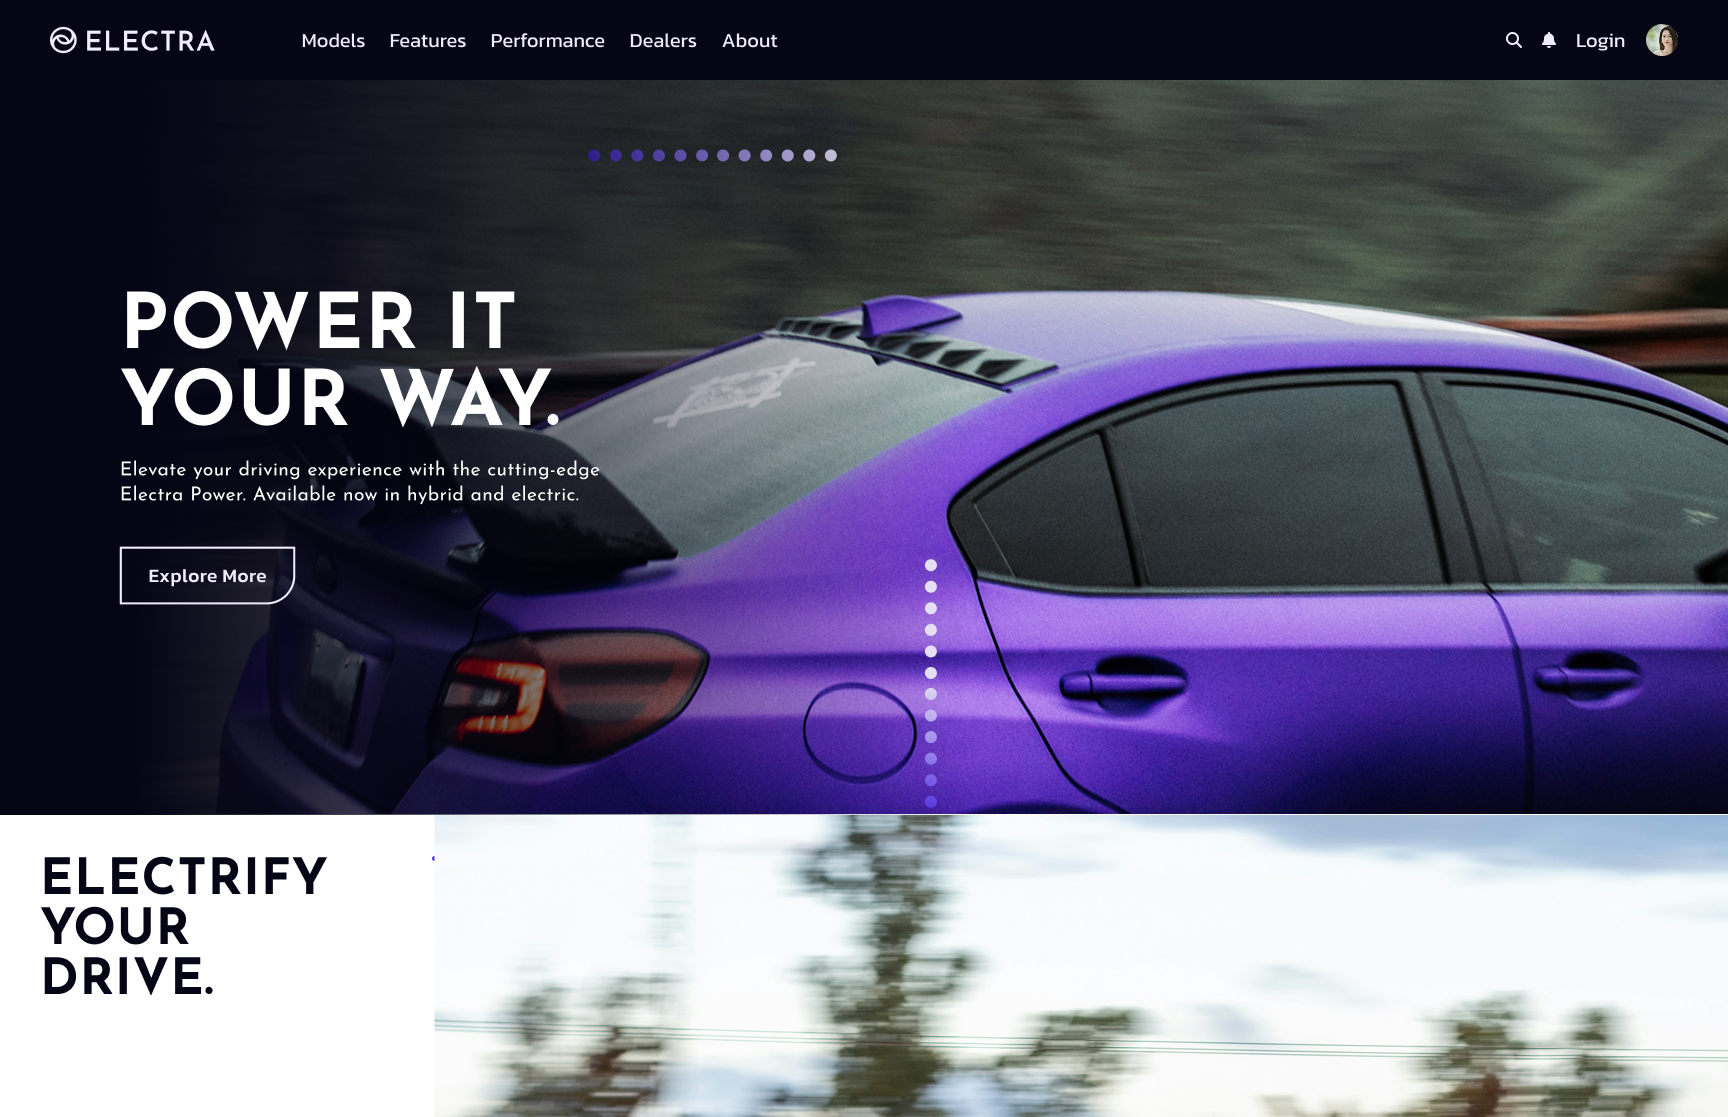 ELECTRA
Models Features Performance Dealers About
Login
POWER IT
YOUR WAY.
Elevate your driving experience with the cutting-edge
Electra Power. Available now in hybrid and electric.
Explore More
ELECTRIFY
YOUR
DRIVE.